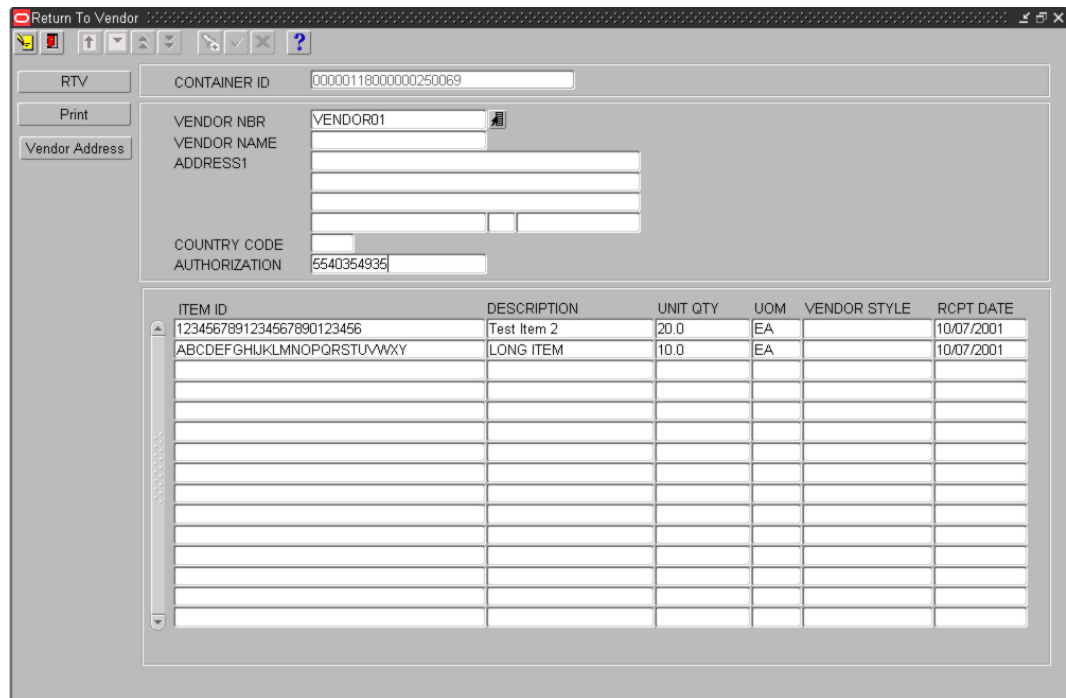 Return To Vendor
?
RTV
CONTAINER ID 00000118000000250069
Print
VENDOR NBR VENDOR01
Vendor Address
VENDOR NAME
ADDRESS1
COUNTRY CODE
AUTHORIZATION 5540354935
ITEM ID DESCRIPTION UNIT QTY UOM VENDOR STYLE RCPT DATE
1234567891234567890123456 Test Item 2 20.0 EA 10/07/2001
ABCDEFGHIJKLMNOPQRSTUVWXY LONG ITEM 10.0 EA 10/07/2001